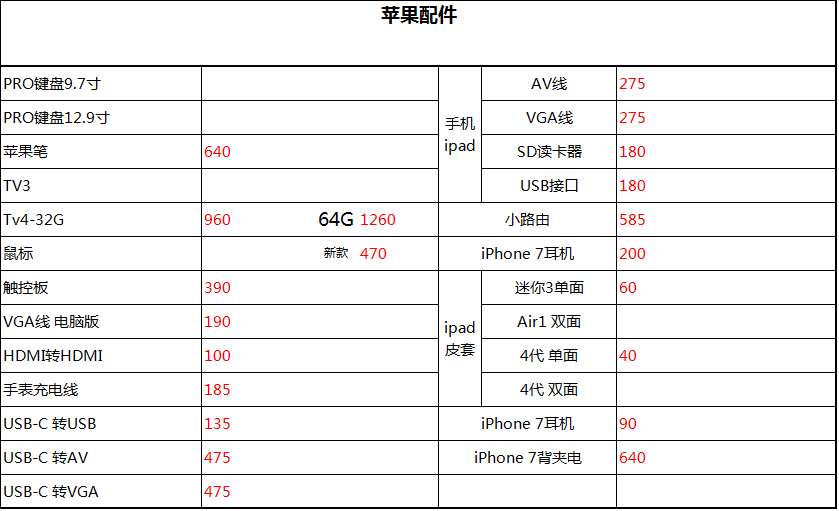 苹果配件
PRO键盘9.7寸 AV线 275
PRO键盘12.9寸 VGA线 275
手机
ipad
苹果笔 640 SD读卡器 180
TV3 USB接口 180
Tv4-32G 960 64G 1260 小路由 585
鼠标 新款 470 iPhone 7耳机 200
触控板 390 迷你3单面 60
VGA线 电脑版 190 Air1 双面
ipad
皮套
HDMI转HDMI 100 4代 单面 40
手表充电线 185 4代 双面
USB-C 转USB 135 iPhone 7耳机 90
USB-C 转AV 475 iPhone 7背夹电 640
USB-C 转VGA 475